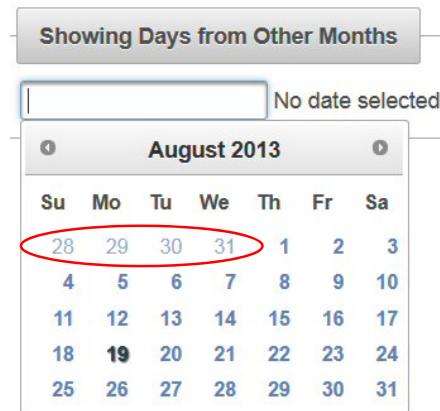 Showing Days from Other Months
No date selected
August 2013
Su Mo Tu We Th Fr Sa
28 29 30 31 1 2 3
4 5 6 7 8 9 10
11 12 13 14 15 16 17
18 19 20 21 22 23 24
25 26 27 28 29 30 31